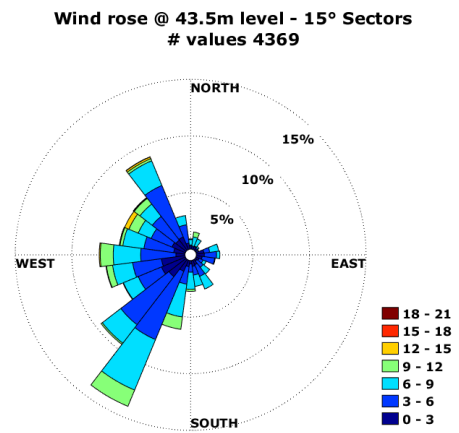 Wind rose @ 43.5m level - 15° Sectors
# values 4369
NORTH
15%
10%
5%
WEST
EAST
SOUTH
18 - 21
15 - 18
12 - 15
9 - 12
6 - 9
3 - 6
0 - 3